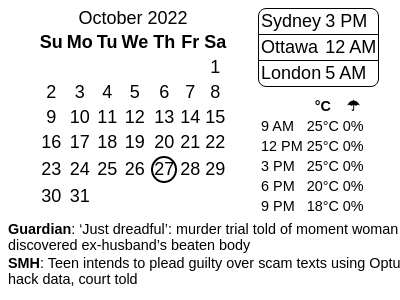 October 2022
Su Mo Tu We Th Fr Sa
1
2 3 4 5 6 7 8
9 10 11 12 13 14 15
16 17 18 19 20 21 22
23 24 25 26 27 28 29
30 31
Sydney 3 PM
Ottawa 12 AM
London 5 AM
°C ☂
9 AM 25°C 0%
12 PM 25°C 0%
3 PM 25°C 0%
6 PM 20°C 0%
9 PM 18°C 0%
Guardian: ‘Just dreadful’: murder trial told of moment woman
discovered ex-husband’s beaten body
SMH: Teen intends to plead guilty over scam texts using Optu
hack data, court told